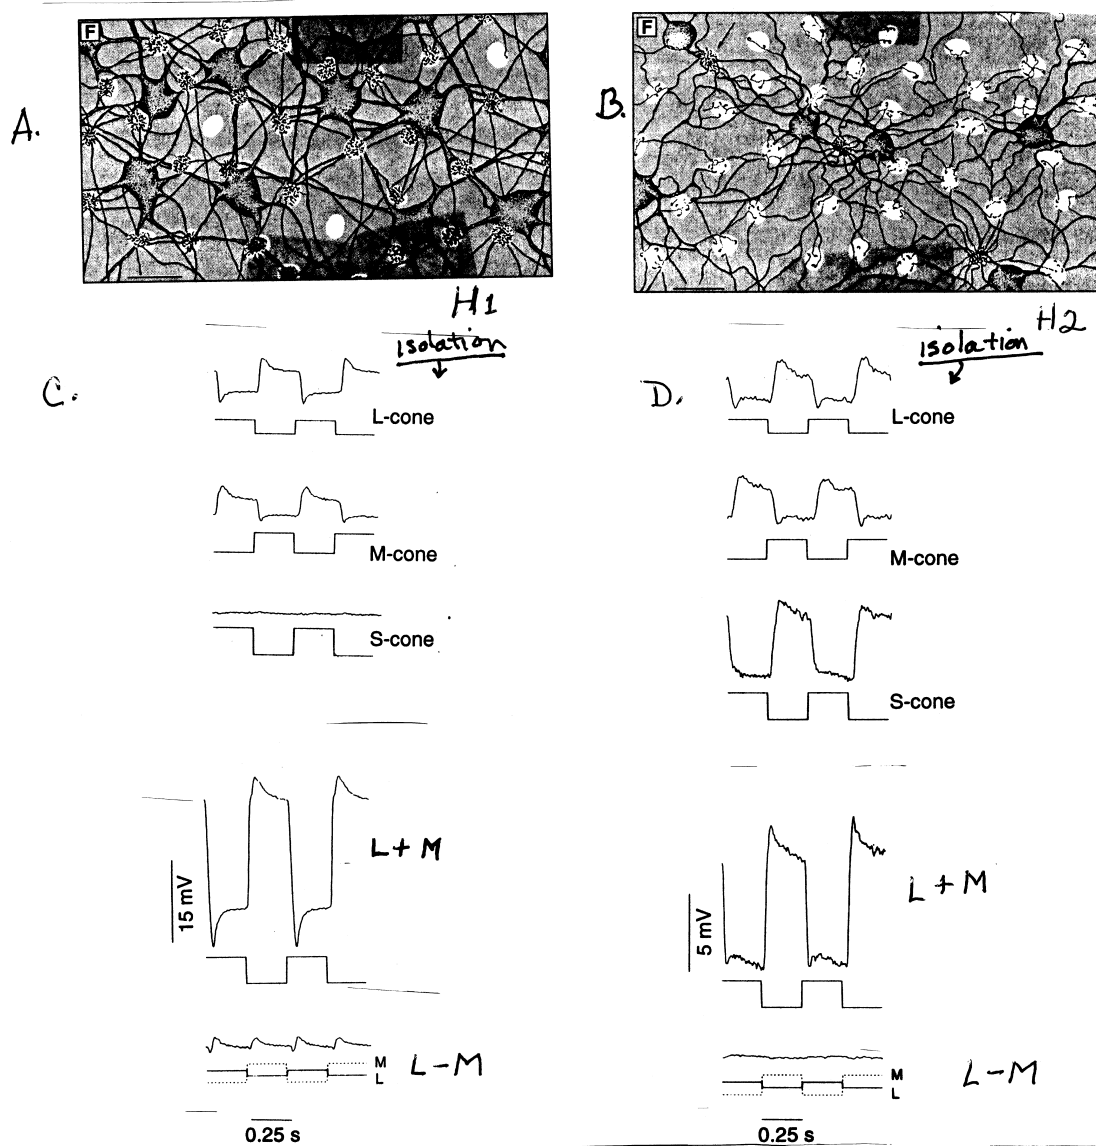 F
F
A.
B.
H1
H2
isolation
isolation
C.
D.
L-cone
L-cone
M-cone
M-cone
S-cone
S-cone
L+M
L+M
15 mV
5 mV
M
L
L-M
M
L
L-M
0.25 s
0.25 s